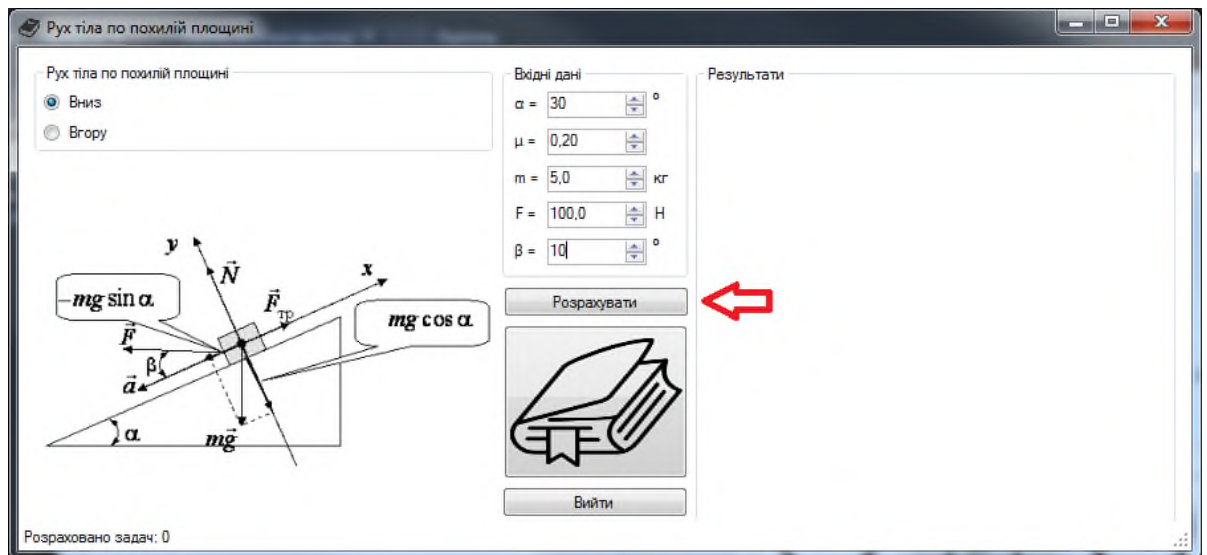 Рух тіла по похилій площині
Рух тіла по похилій площині
Вниз
Вгору
y
N
x
–mg sin α
F тр
mg cos α
F
β
a
α
mg
Вхідні дані
α = 30 °
μ = 0,20
m = 5,0 кг
F = 100,0 Н
β = 10 °
Розрахувати
Вийти
Результати
Розраховано задач: 0